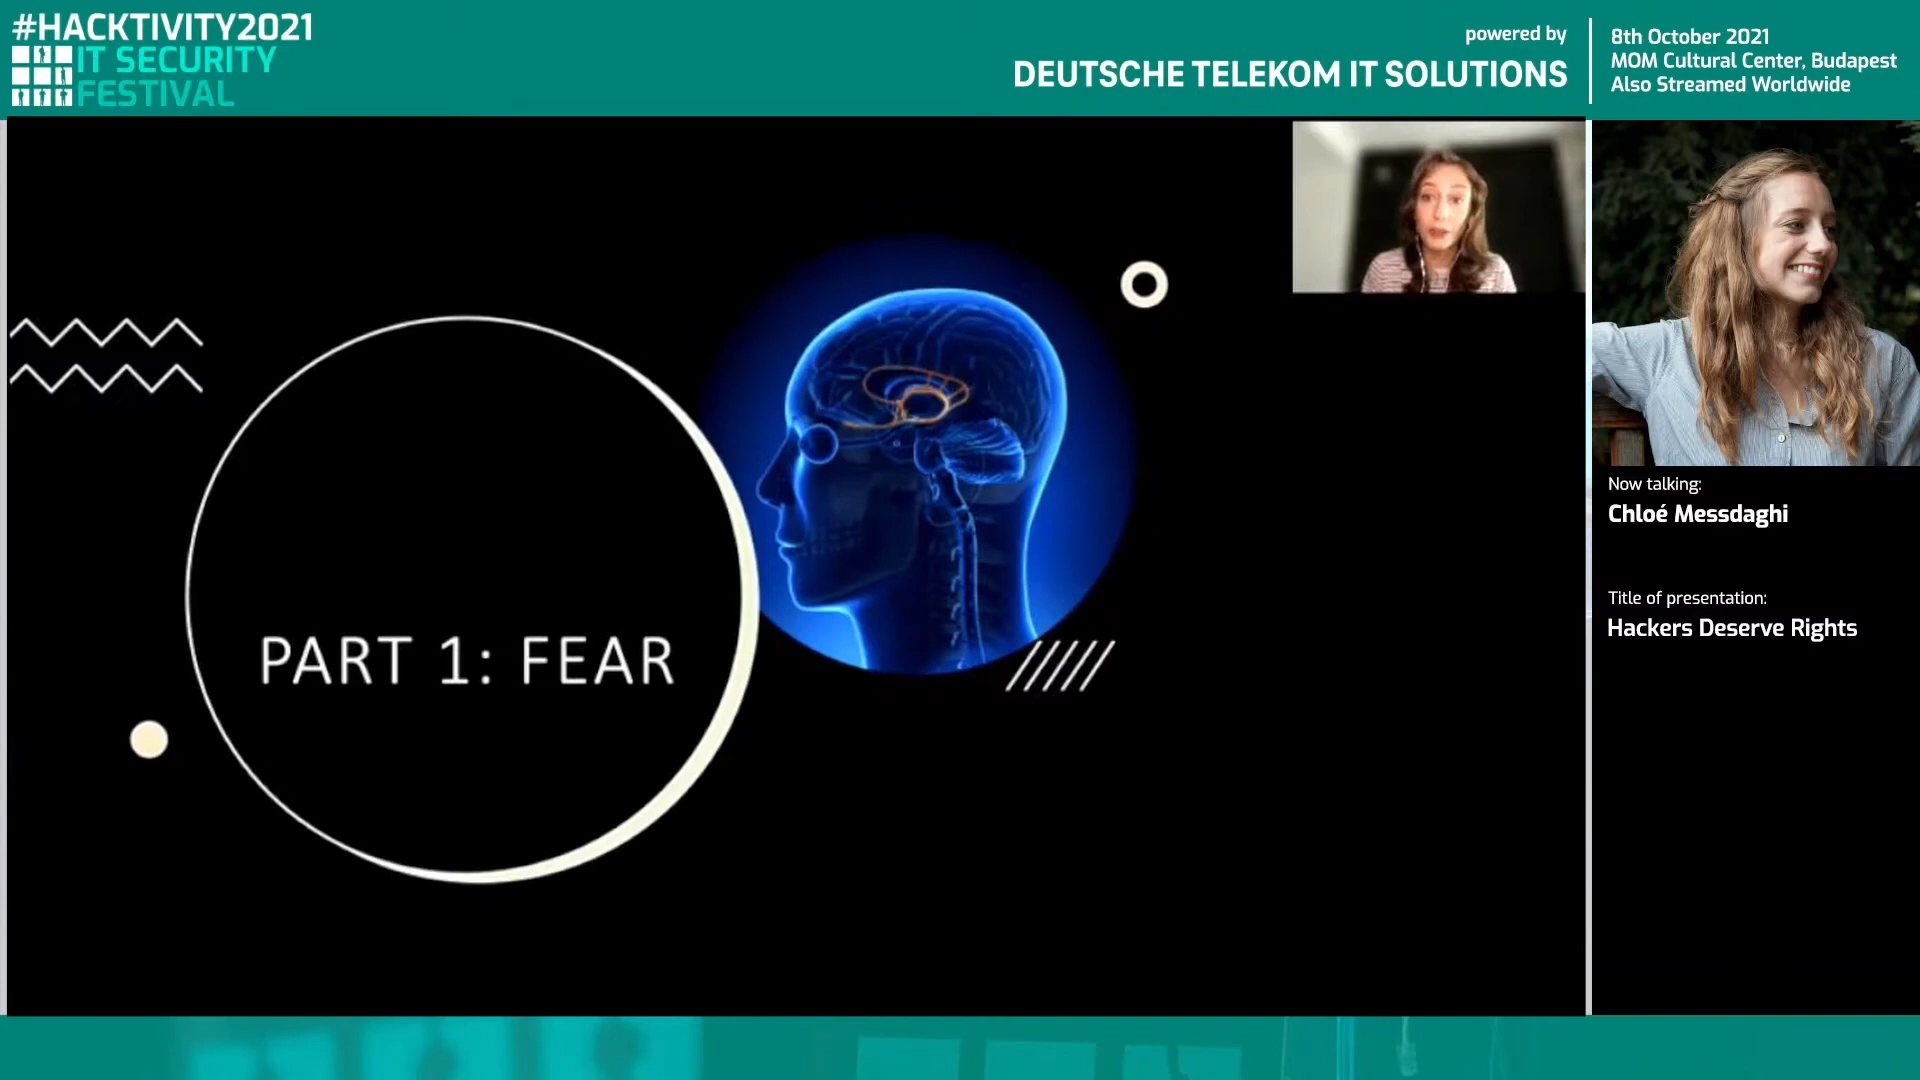 #HACKTIVITY2021
IT SECURITY
FESTIVAL
powered by
DEUTSCHE TELEKOM IT SOLUTIONS
8th October 2021
MOM Cultural Center, Budapest
Also Streamed Worldwide
PART 1: FEAR
Now talking:
Chloé Messdaghi
Title of presentation:
Hackers Deserve Rights